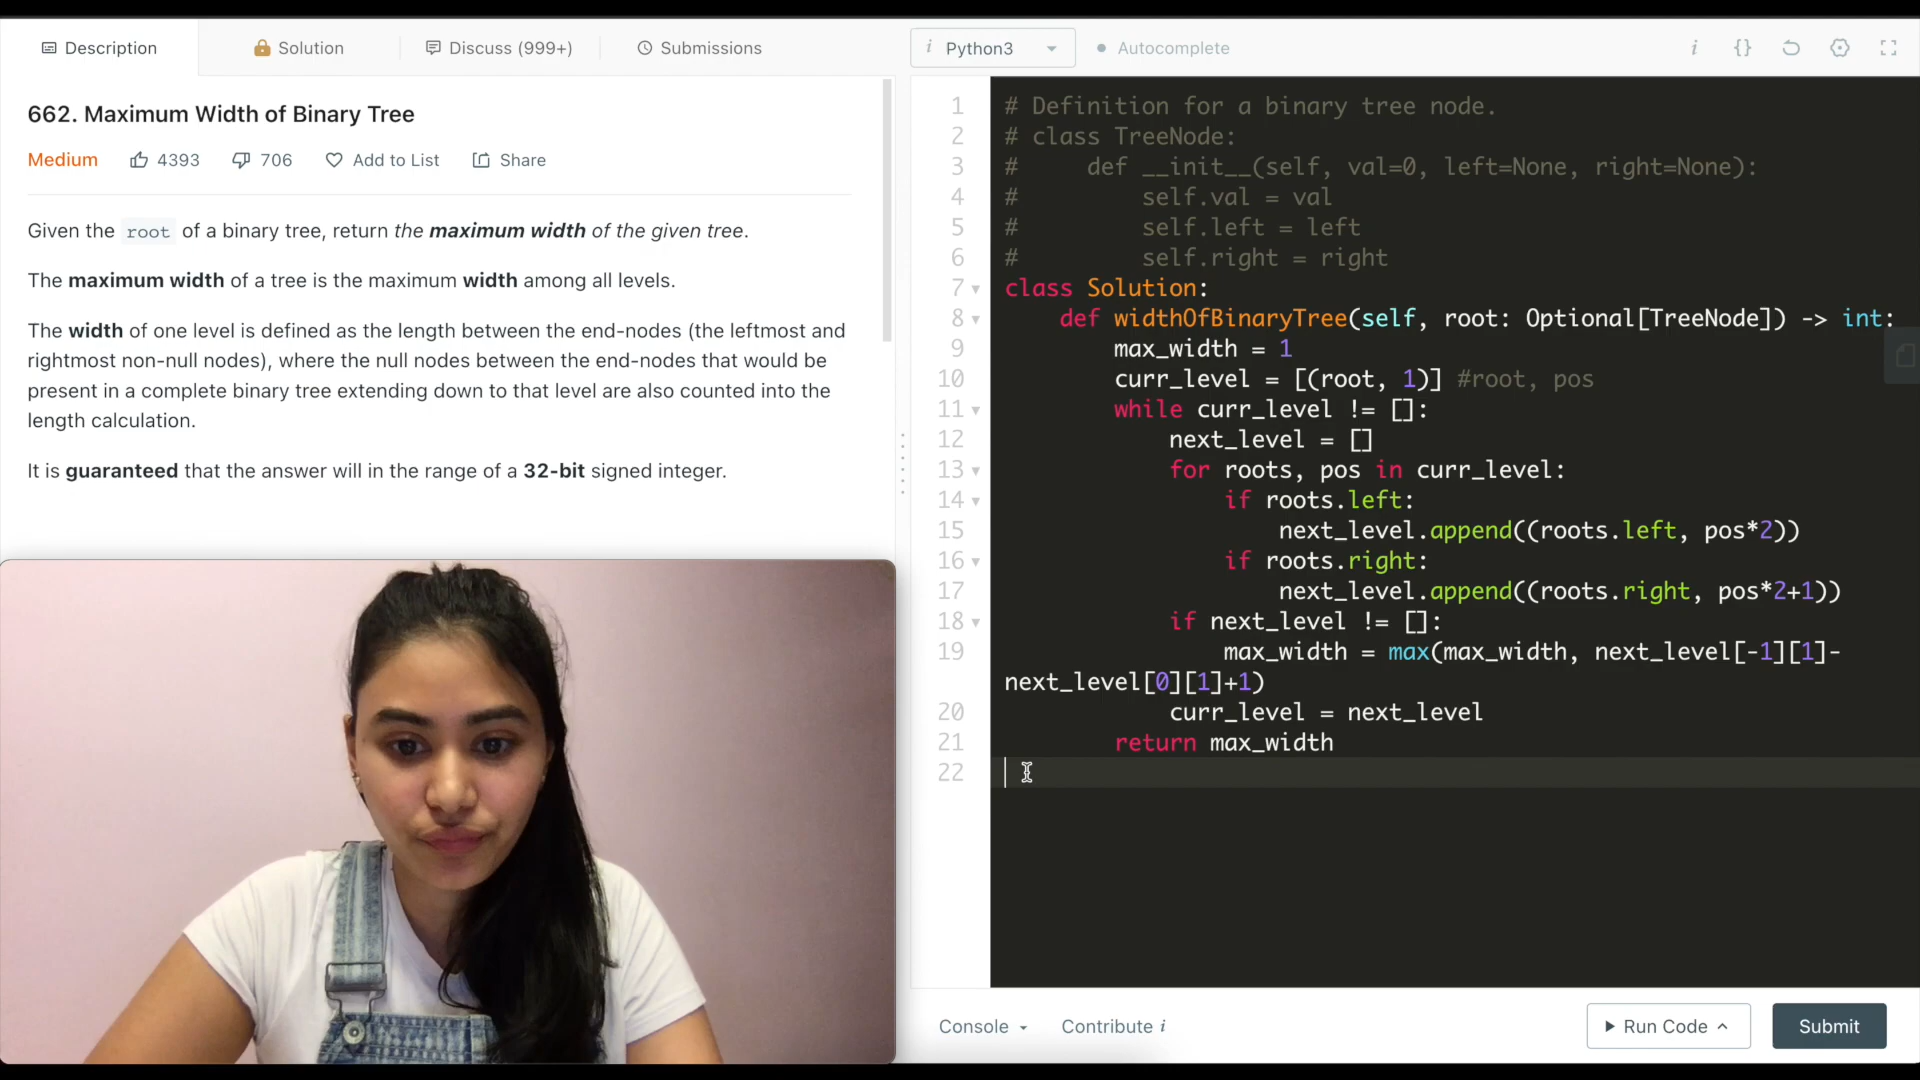 Description
Solution
Discuss (999+)
Submissions
i Python3
Autocomplete
i {}
662. Maximum Width of Binary Tree
Medium 4393 706 Add to List Share
Given the root of a binary tree, return the maximum width of the given tree.
The maximum width of a tree is the maximum width among all levels.
The width of one level is defined as the length between the end-nodes (the leftmost and
rightmost non-null nodes), where the null nodes between the end-nodes that would be
present in a complete binary tree extending down to that level are also counted into the
length calculation.
It is guaranteed that the answer will in the range of a 32-bit signed integer.
1 # Definition for a binary tree node.
2 # class TreeNode:
3 #     def __init__(self, val=0, left=None, right=None):
4 #         self.val = val
5 #         self.left = left
6 #         self.right = right
7 class Solution:
8     def widthOfBinaryTree(self, root: Optional[TreeNode]) -> int:
9         max_width = 1
10         curr_level = [(root, 1)] #root, pos
11         while curr_level != []:
12             next_level = []
13             for roots, pos in curr_level:
14                 if roots.left:
15                     next_level.append((roots.left, pos*2))
16                 if roots.right:
17                     next_level.append((roots.right, pos*2+1))
18             if next_level != []:
19                 max_width = max(max_width, next_level[-1][1]-
next_level[0][1]+1)
20             curr_level = next_level
21         return max_width
22
Console
Contribute i
Run Code
Submit